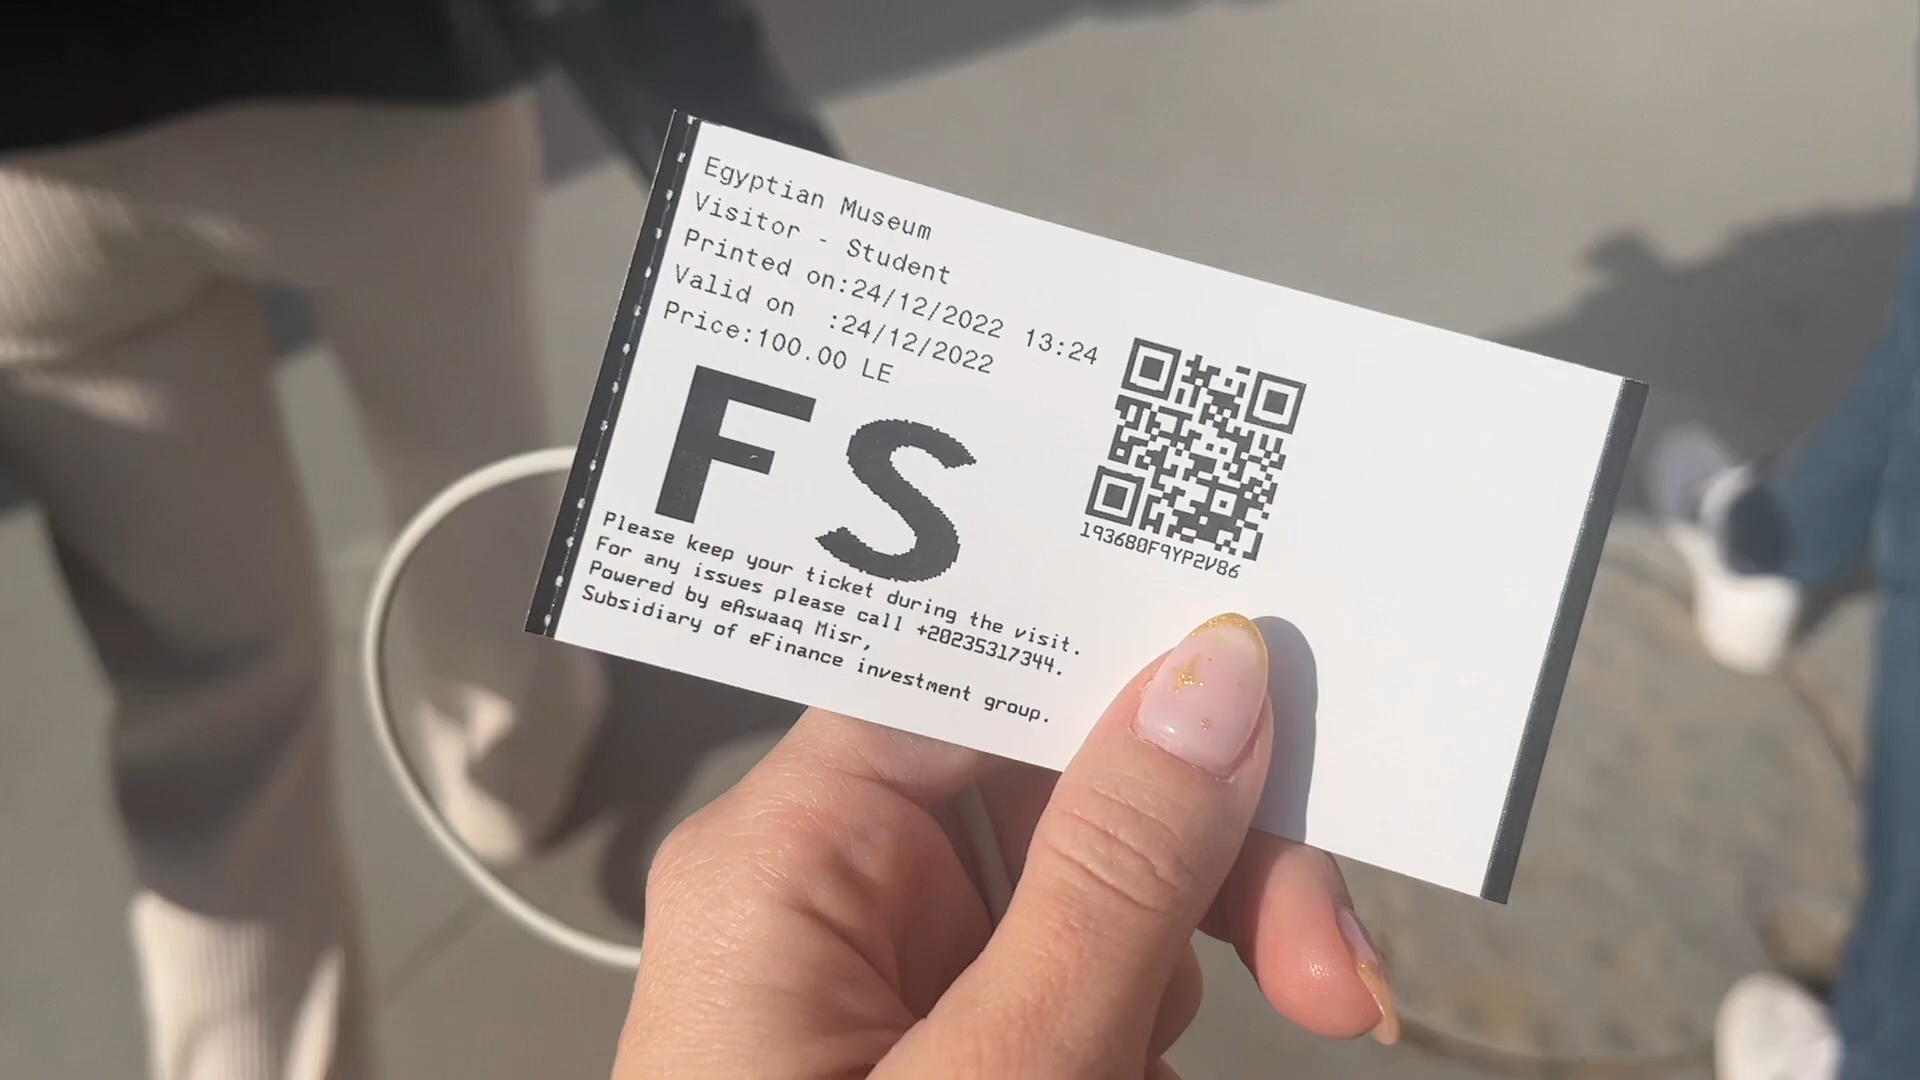 Egyptian Museum
Visitor - Student
Printed on:24/12/2022 13:24
Valid on  :24/12/2022
Price:100.00 LE
F S
193680F9YP2V86
Please keep your ticket during the visit.
For any issues please call +20235317344.
Powered by eAswaaq Misr,
Subsidiary of eFinance investment group.